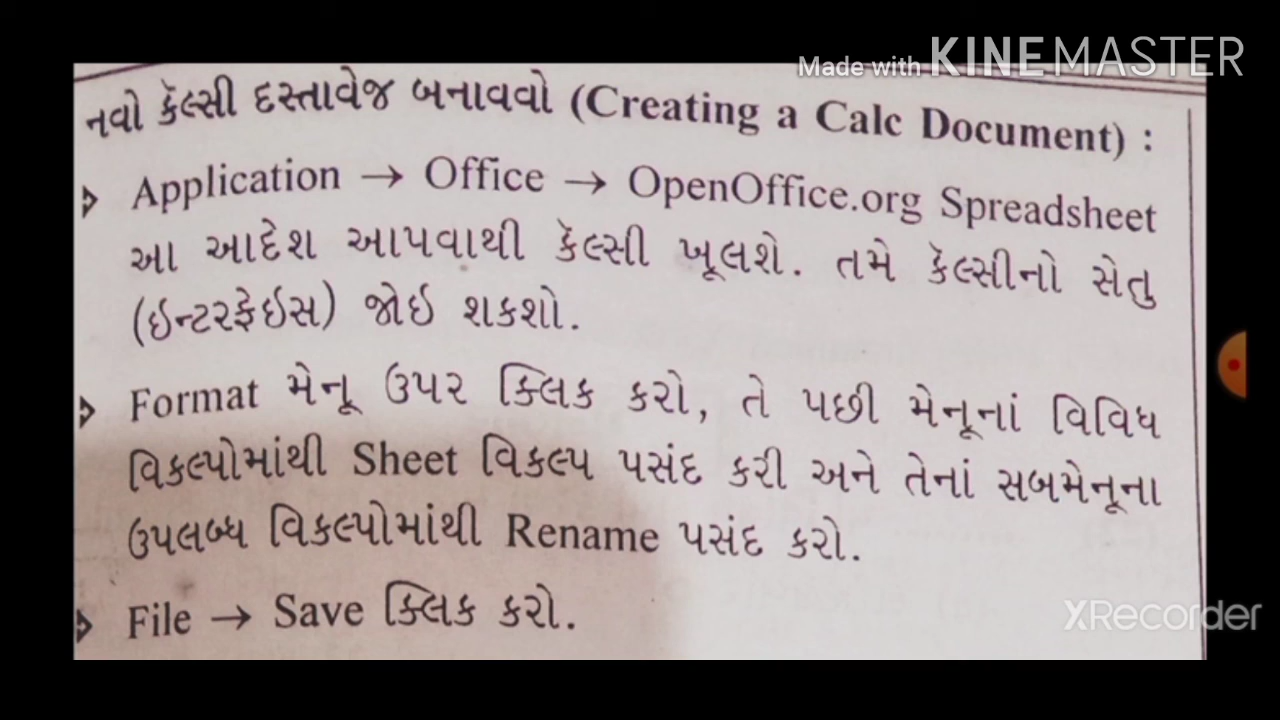 Made with KINEMASTER
નવો કૅલ્સી દસ્તાવેજ બનાવવો (Creating a Calc Document) :
Application → Office → OpenOffice.org Spreadsheet
આ આદેશ આપવાથી કૅલ્સી ખૂલશે. તમે કૅલ્સીનો સેતુ
(ઇન્ટરફેઇસ) જોઇ શકશો.
Format મેનૂ ઉપર ક્લિક કરો, તે પછી મેનૂનાં વિવિધ
વિકલ્પોમાંથી Sheet વિકલ્પ પસંદ કરી અને તેનાં સબમેનૂના
ઉપલબ્ધ વિકલ્પોમાંથી Rename પસંદ કરો.
File → Save ક્લિક કરો.
XRecorder